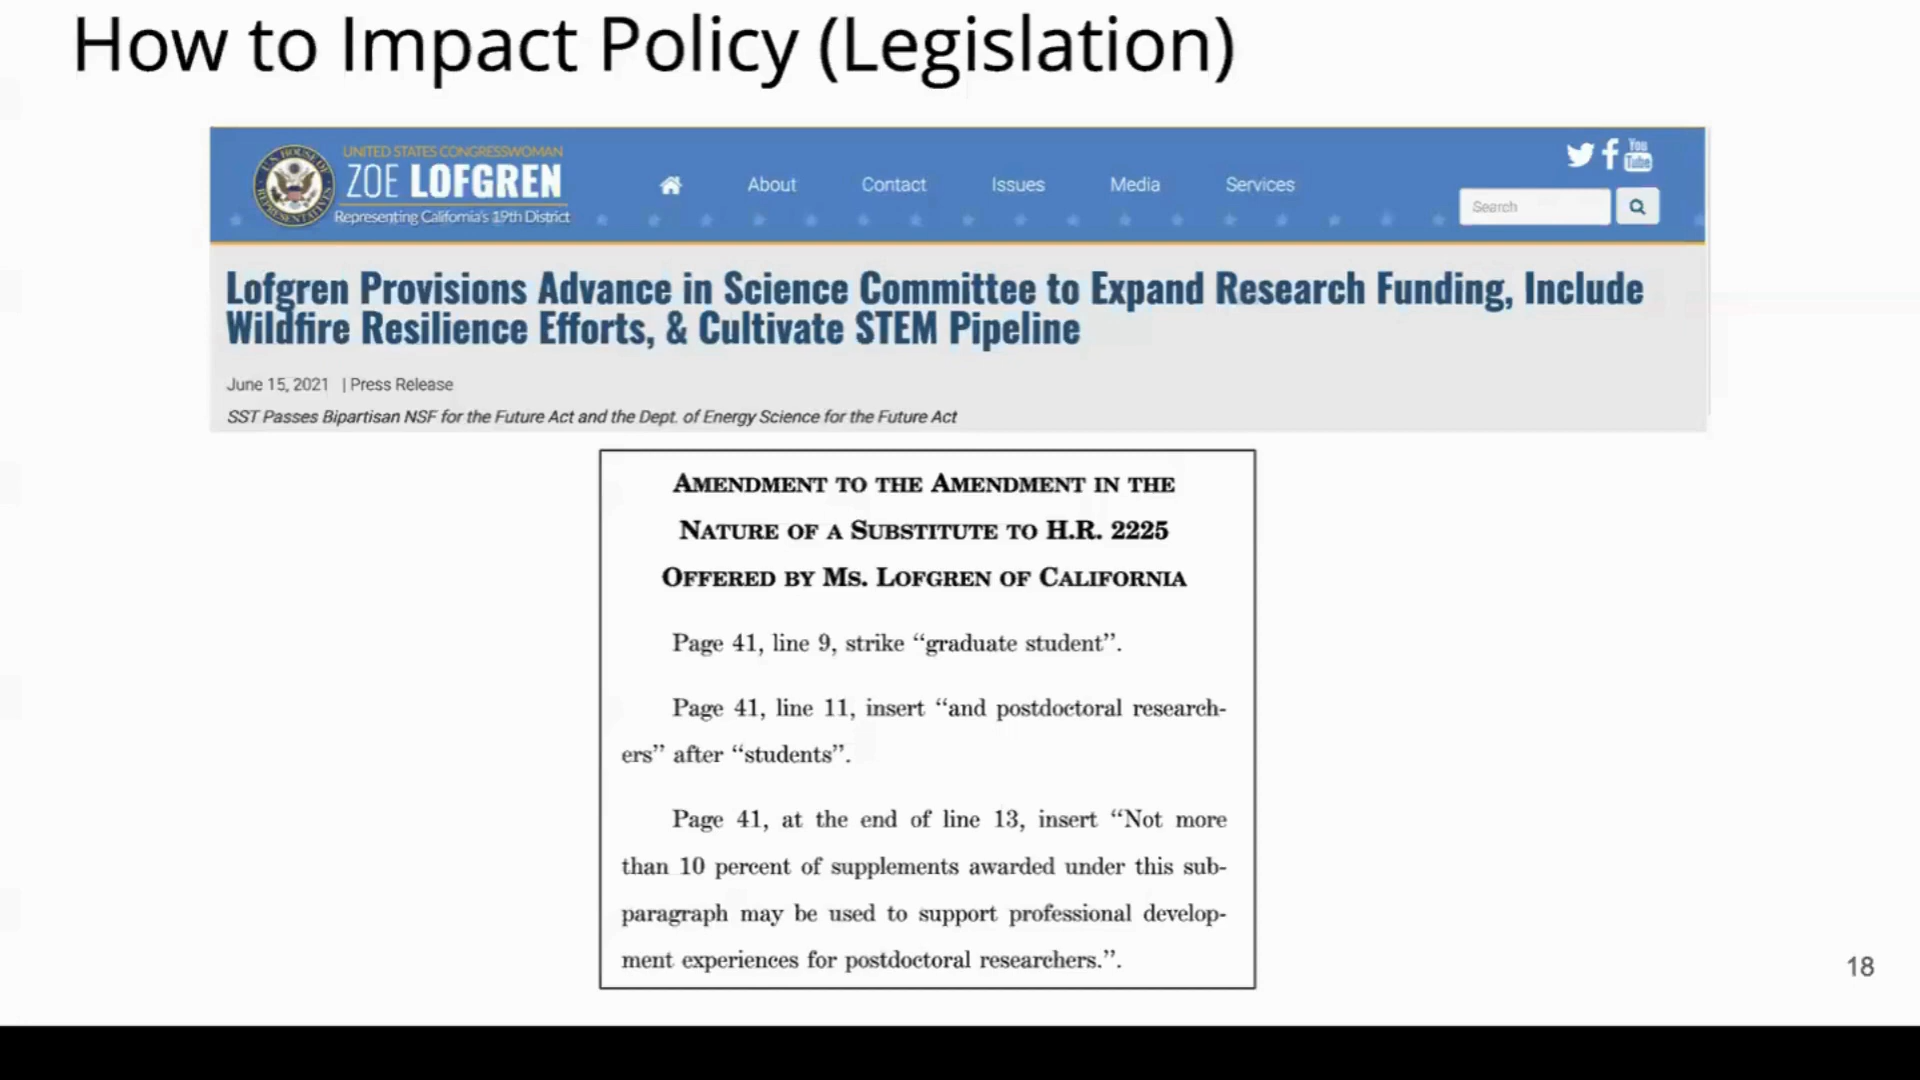 How to Impact Policy (Legislation)
UNITED STATES CONGRESSWOMAN
ZOE LOFGREN
Representing California's 19th District
About Contact Issues Media Services
You
Tube
Search
Lofgren Provisions Advance in Science Committee to Expand Research Funding, Include
Wildfire Resilience Efforts, & Cultivate STEM Pipeline
June 15, 2021 | Press Release
SST Passes Bipartisan NSF for the Future Act and the Dept. of Energy Science for the Future Act
AMENDMENT TO THE AMENDMENT IN THE
NATURE OF A SUBSTITUTE TO H.R. 2225
OFFERED BY MS. LOFGREN OF CALIFORNIA
Page 41, line 9, strike “graduate student”.
Page 41, line 11, insert “and postdoctoral research-
ers” after “students”.
Page 41, at the end of line 13, insert “Not more
than 10 percent of supplements awarded under this sub-
paragraph may be used to support professional develop-
ment experiences for postdoctoral researchers.”.
18